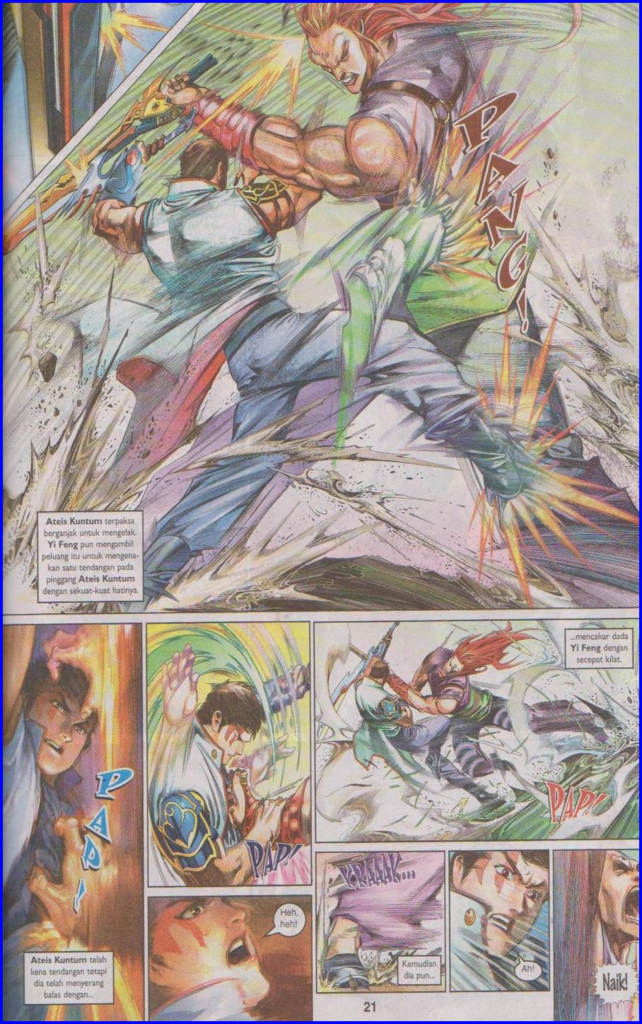 PANG!
Ateis Kuntum terpaksa
berganjak untuk mengelak.
Yi Feng pun mengambil
peluang itu untuk mengena-
kan satu tendangan pada
pinggang Ateis Kuntum
dengan sekuat-kuat hatinya.
PAP!
Ateis Kuntum telah
kena tendangan tetapi
dia telah menyerang
balas dengan...
PAP!
...mencakar dada
Yi Feng dengan
secepat kilat.
PAP!
Heh,
heh!
KRAAAK...
Kemudian
dia pun...
Ah!
Naik!
21